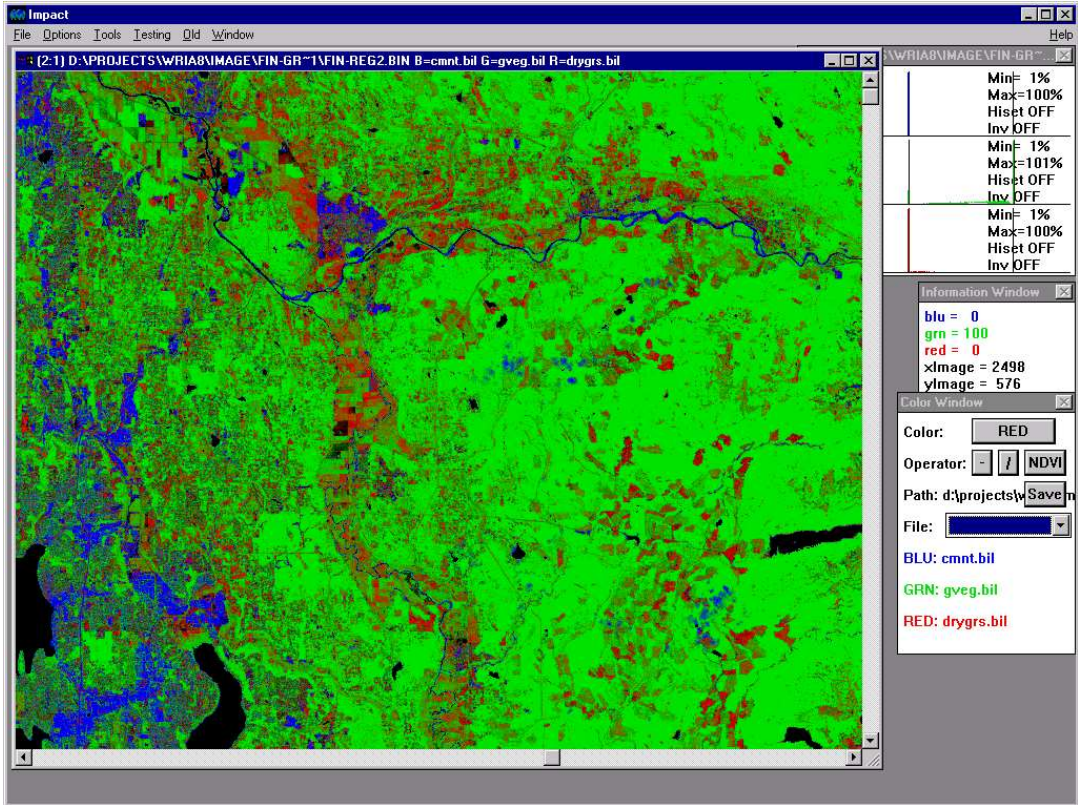 Impact
File Options Tools Testing Old Window Help
(2:1) D:\PROJECTS\WRIA8\IMAGE\FIN-GR~1\FIN-REG2.BIN B=cmnt.bil G=gveg.bil R=drygrs.bil
S\WRIA8\IMAGE\FIN-GR~...
Min= 1%
Max=100%
Hiset OFF
Inv OFF
Min= 1%
Max=101%
Hiset OFF
Inv OFF
Min= 1%
Max=100%
Hiset OFF
Inv OFF
Information Window
blu = 0
grn = 100
red = 0
xImage = 2498
yImage = 576
Color Window
Color: RED
Operator: - / NDVI
Path: d:\projects\ Save
File:
BLU: cmnt.bil
GRN: gveg.bil
RED: drygrs.bil